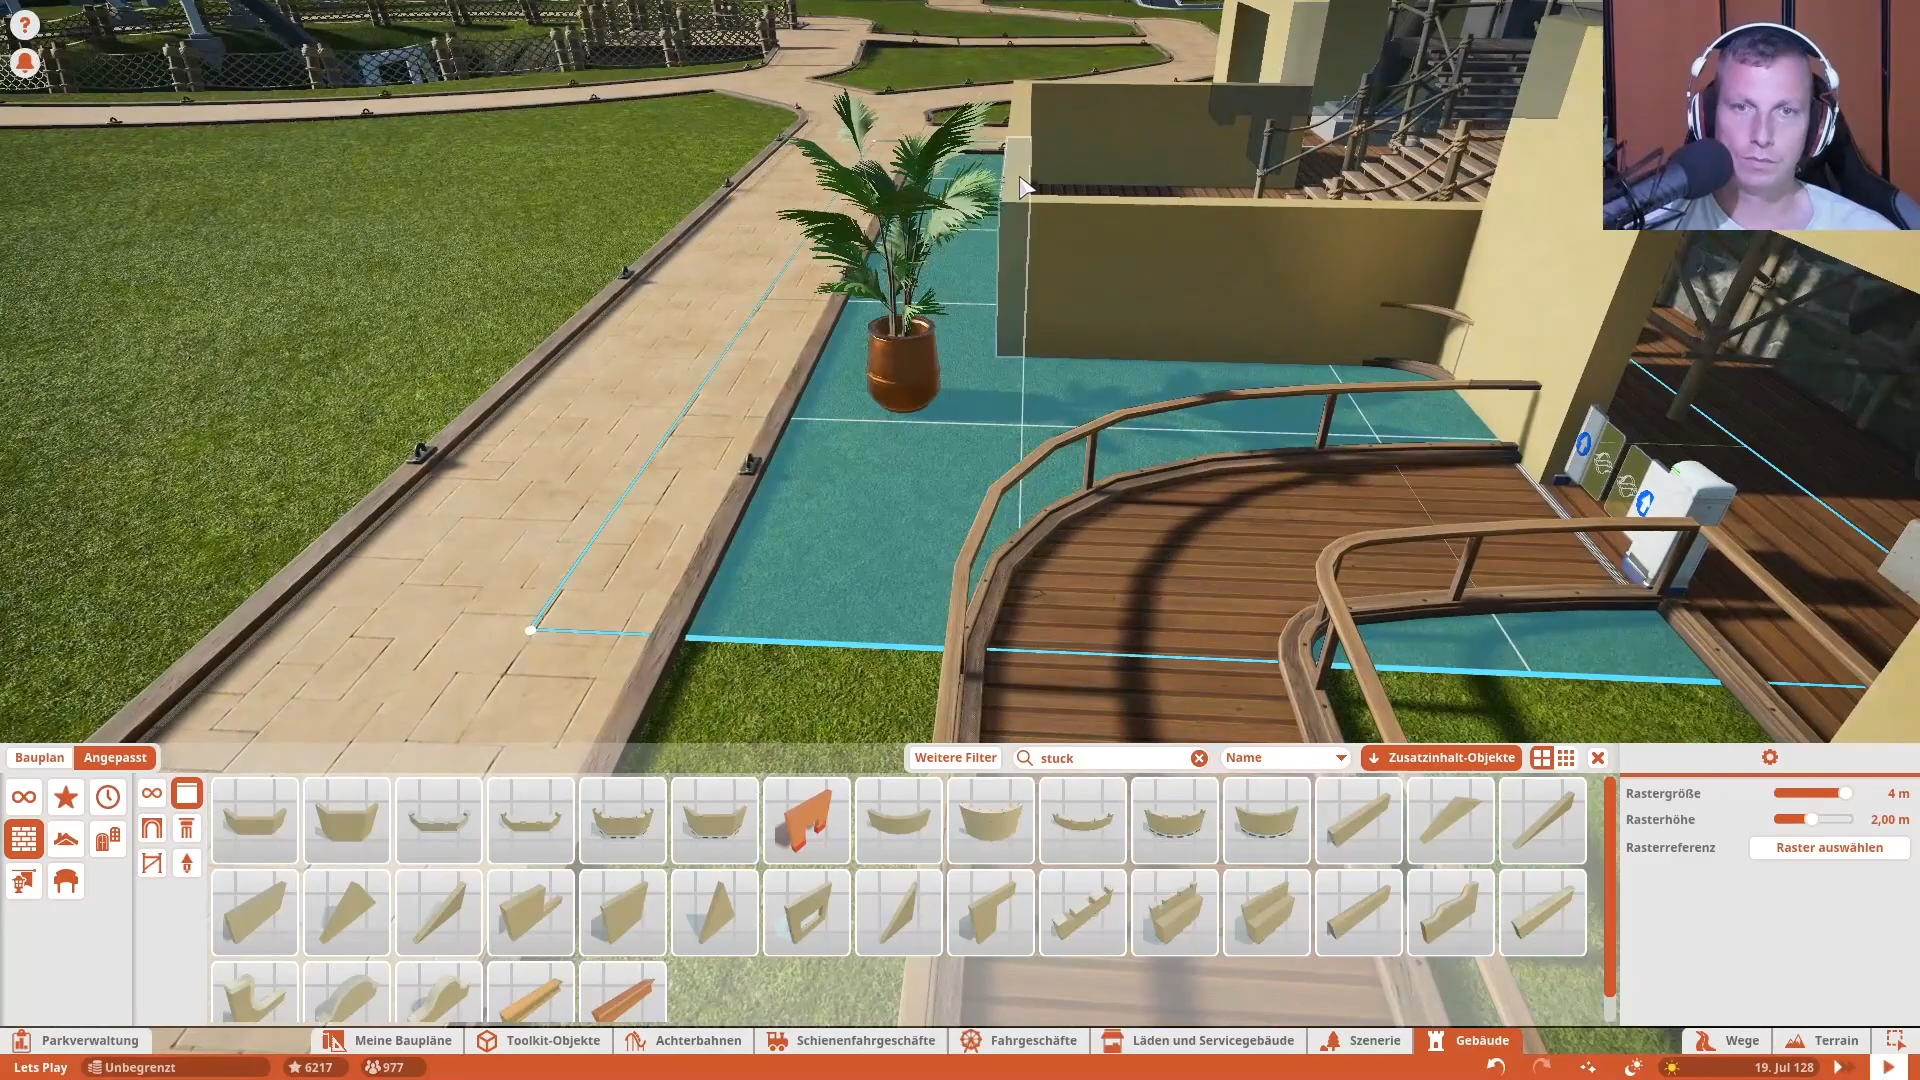 ?
Bauplan
Angepasst
Weitere Filter
stuck
Name
Zusatzinhalt-Objekte
Rastergröße
4 m
Rasterhöhe
2,00 m
Rasterreferenz
Raster auswählen
Parkverwaltung
Meine Baupläne
Toolkit-Objekte
Achterbahnen
Schienenfahrgeschäfte
Fahrgeschäfte
Läden und Servicegebäude
Szenerie
Gebäude
Wege
Terrain
Lets Play
Unbegrenzt
6217
977
19. Jul 128